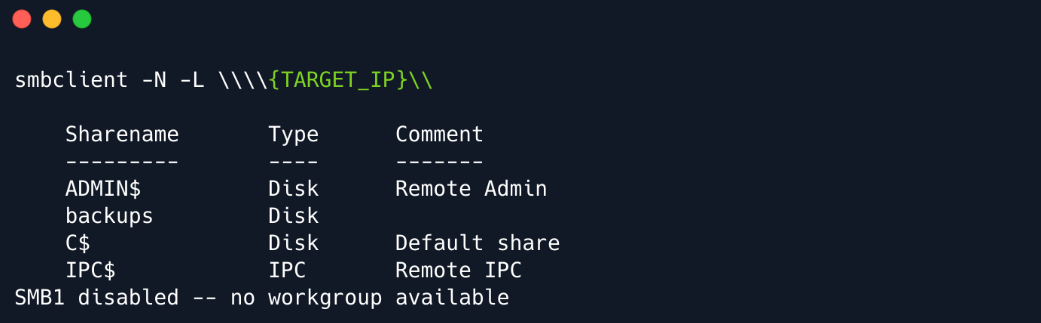 smbclient -N -L \\\\{TARGET_IP}\\
Sharename Type Comment
--------- ---- -------
ADMIN$ Disk Remote Admin
backups Disk
C$ Disk Default share
IPC$ IPC Remote IPC
SMB1 disabled -- no workgroup available